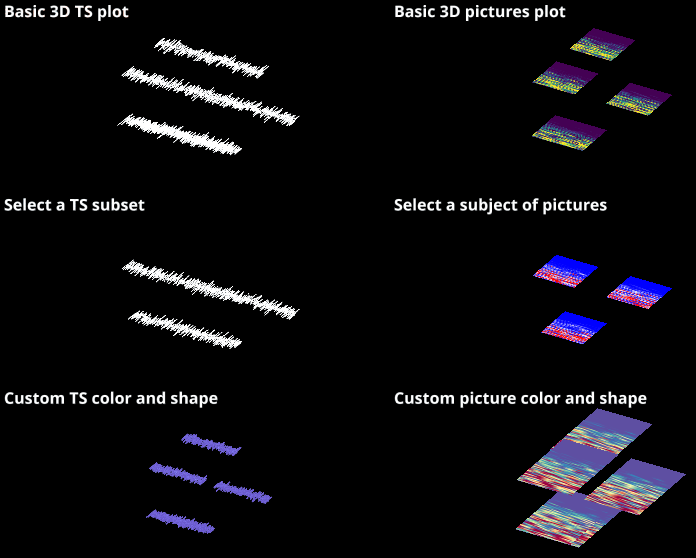 Basic 3D TS plot
Basic 3D pictures plot
Select a TS subset
Select a subject of pictures
Custom TS color and shape
Custom picture color and shape